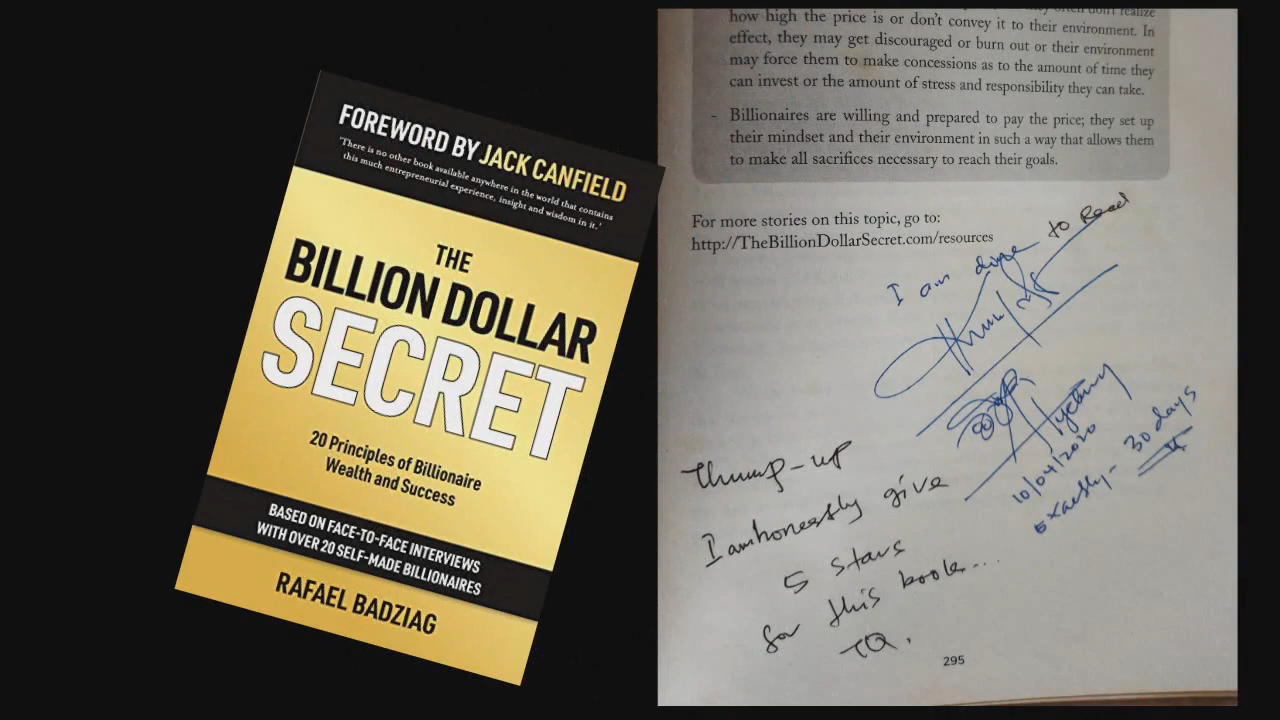 FOREWORD BY JACK CANFIELD
'There is no other book available anywhere in the world that contains
this much entrepreneurial experience, insight and wisdom in it.'
THE
BILLION DOLLAR
SECRET
20 Principles of Billionaire
Wealth and Success
BASED ON FACE-TO-FACE INTERVIEWS
WITH OVER 20 SELF-MADE BILLIONAIRES
RAFAEL BADZIAG
they often don't realize
how high the price is or don't convey it to their environment. In
effect, they may get discouraged or burn out or their environment
may force them to make concessions as to the amount of time they
can invest or the amount of stress and responsibility they can take.
- Billionaires are willing and prepared to pay the price; they set up
their mindset and their environment in such a way that allows them
to make all sacrifices necessary to reach their goals.
For more stories on this topic, go to:
http://TheBillionDollarSecret.com/resources
I am done to Read
10/04/2020
Exactly - 30 days
Thump-up
I am honestly give
5 stars
for this book...
TQ.
295